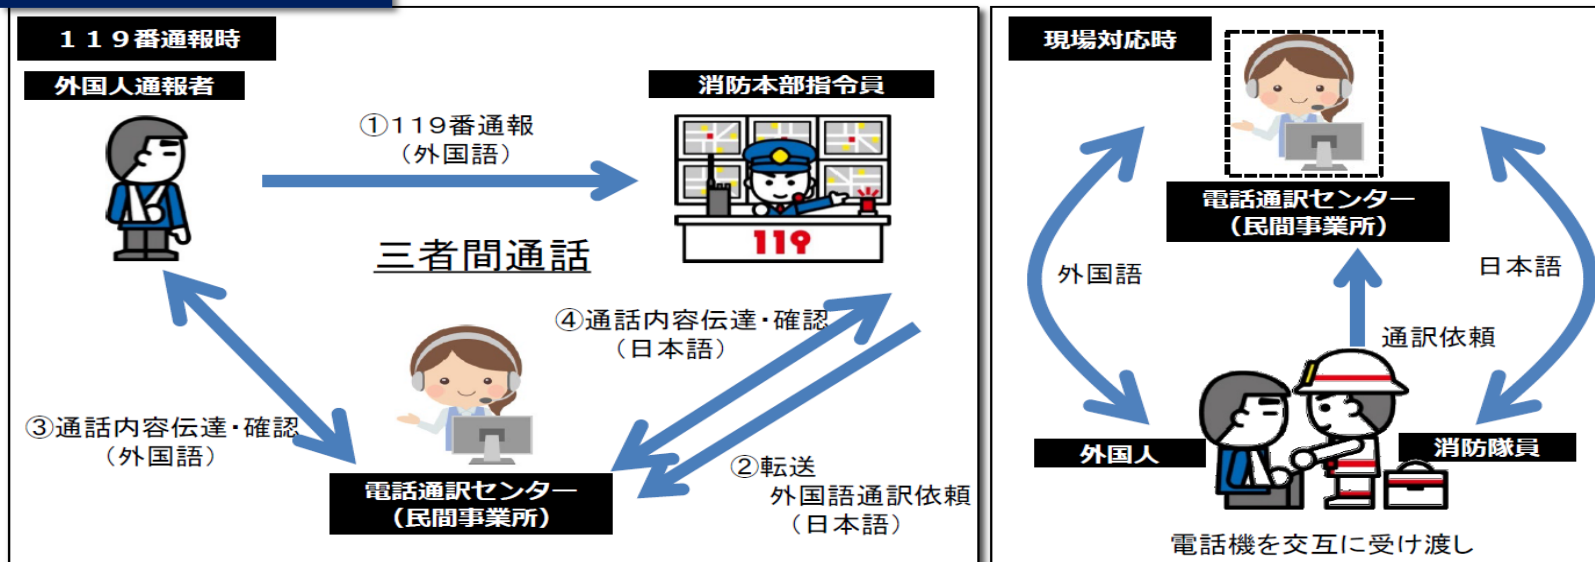 １１９番通報時
外国人通報者
消防本部指令員
①119番通報
（外国語）
119
三者間通話
④通話内容伝達・確認
（日本語）
③通話内容伝達・確認
（外国語）
②転送
外国語通訳依頼
（日本語）
電話通訳センター
（民間事業所）
現場対応時
電話通訳センター
（民間事業所）
外国語
日本語
通訳依頼
外国人
消防隊員
電話機を交互に受け渡し